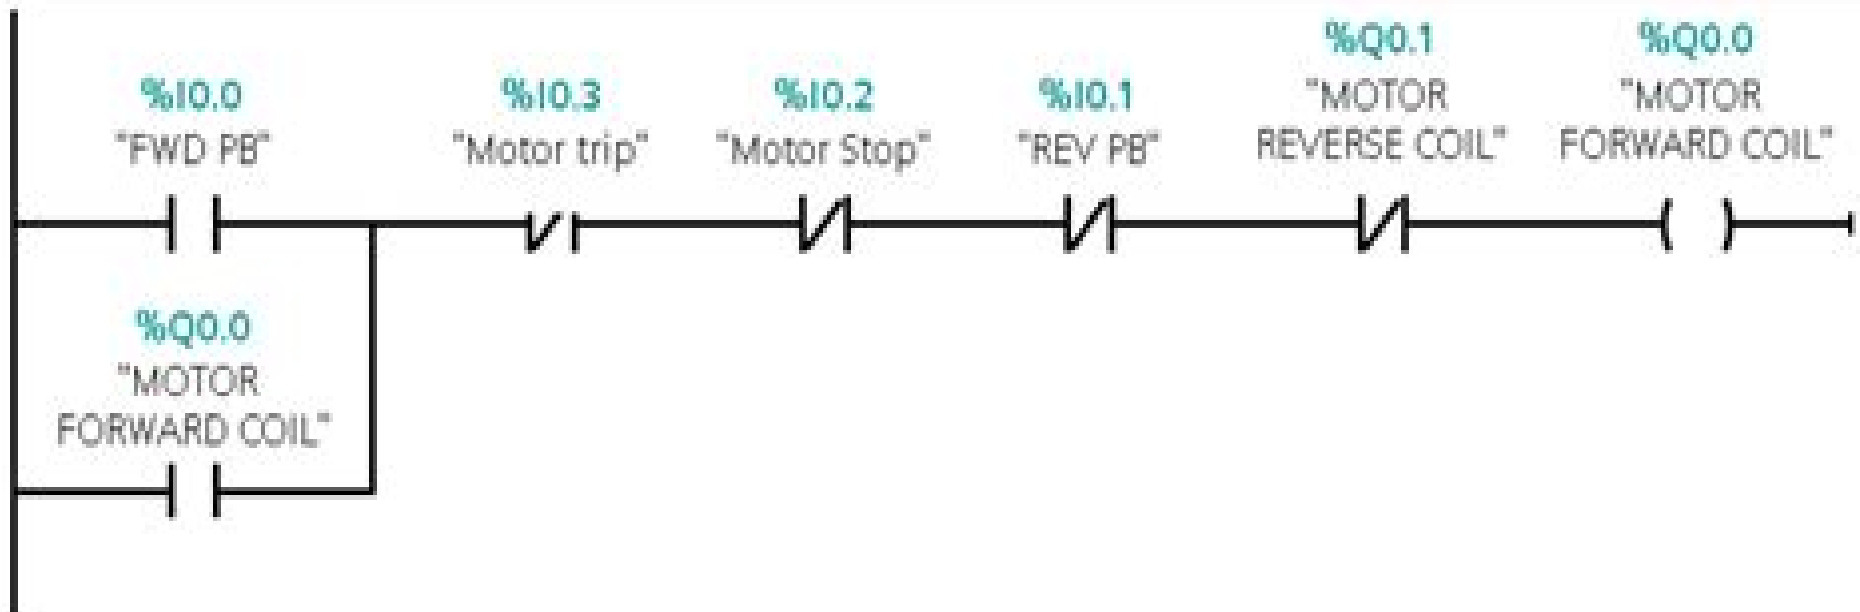 %I0.0
"FWD PB"
%I0.3
"Motor trip"
%I0.2
"Motor Stop"
%I0.1
"REV PB"
%Q0.1
"MOTOR
REVERSE COIL"
%Q0.0
"MOTOR
FORWARD COIL"
%Q0.0
"MOTOR
FORWARD COIL"